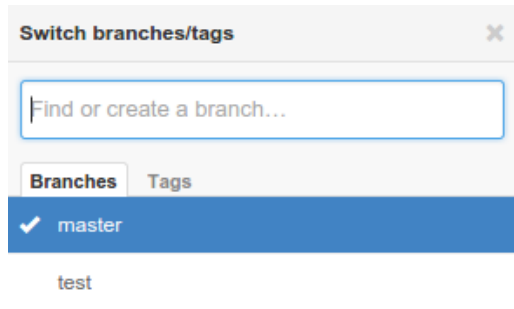 Switch branches/tags
Find or create a branch…
Branches Tags
master
test